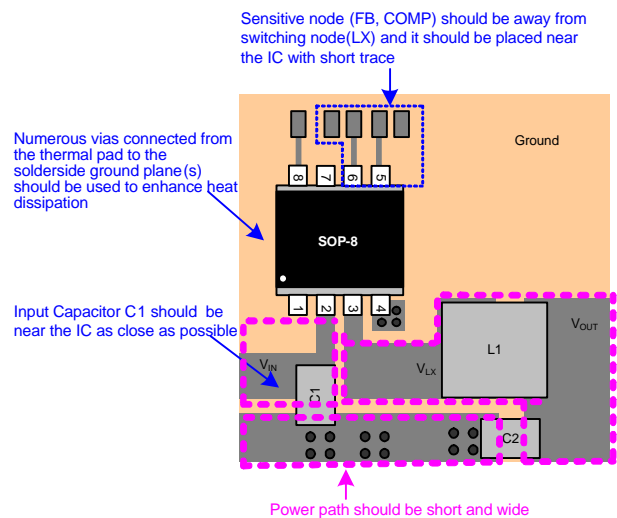 Sensitive node (FB, COMP) should be away from
switching node(LX) and it should be placed near
the IC with short trace
Ground
Numerous vias connected from
the thermal pad to the
solderside ground plane(s)
should be used to enhance heat
dissipation
8 7 6 5
SOP-8
1 2 3 4
Input Capacitor C1 should be
near the IC as close as possible
VIN
C1
VLX
L1
VOUT
C2
Power path should be short and wide